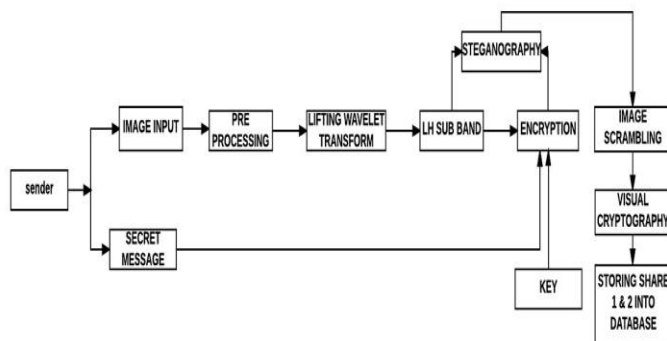 STEGANOGRAPHY
IMAGE INPUT
PRE
PROCESSING
LIFTING WAVELET
TRANSFORM
LH SUB BAND
ENCRYPTION
IMAGE
SCRAMBLING
sender
VISUAL
CRYPTOGRAPHY
SECRET
MESSAGE
KEY
STORING SHARE
1 & 2 INTO
DATABASE